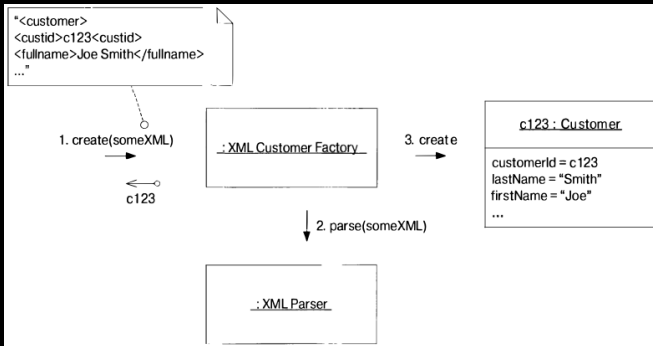 “<customer>
<custid>c123<custid>
<fullname>Joe Smith</fullname>
...”
1. create(someXML)
c123
: XML Customer Factory
3. create
c123 : Customer
customerId = c123
lastName = “Smith”
firstName = “Joe”
...
2. parse(someXML)
: XML Parser